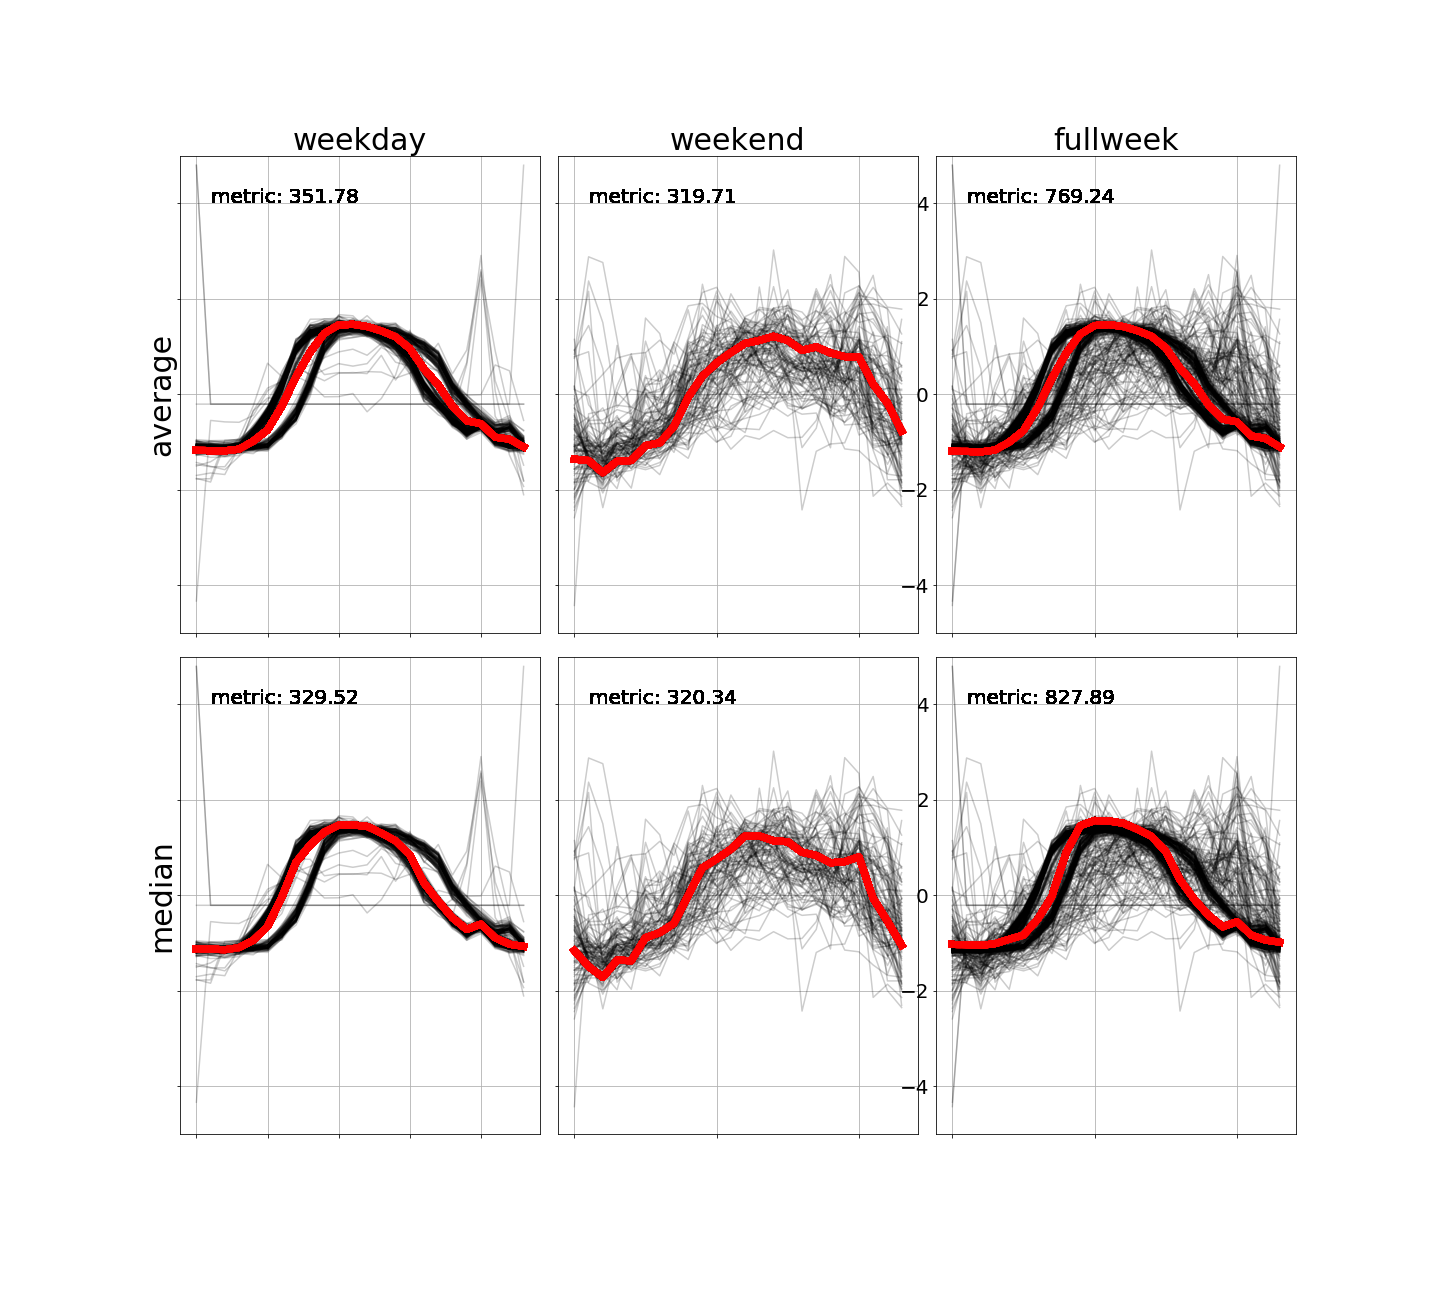 weekday
weekend
fullweek
average
metric: 351.78
metric: 319.71
metric: 769.24
4
2
0
−2
−4
median
metric: 329.52
metric: 320.34
metric: 827.89
4
2
0
−2
−4